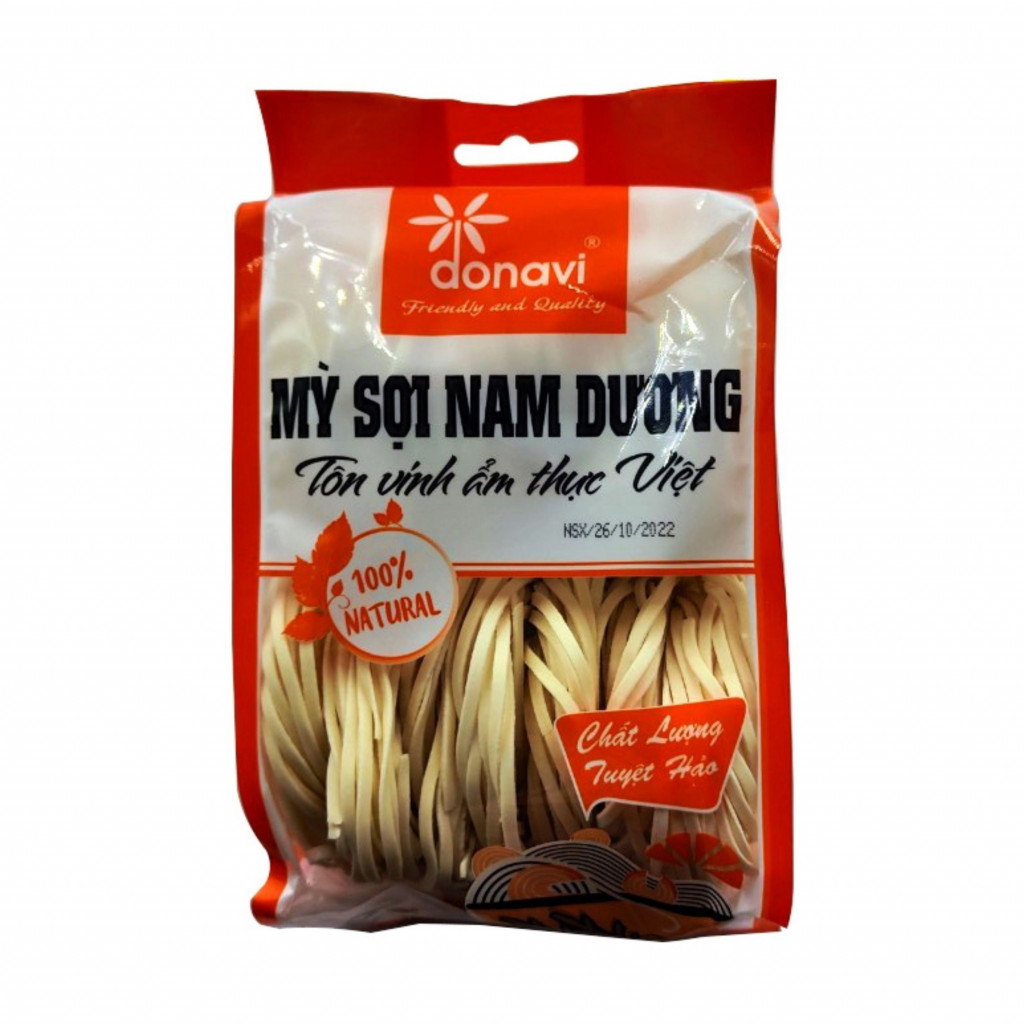 donavi®
Friendly and Quality
MỲ SỢI NAM DƯƠNG
Tôn vinh ẩm thực Việt
NSX/26/10/2022
100%
NATURAL
Chất Lượng
Tuyệt Hảo